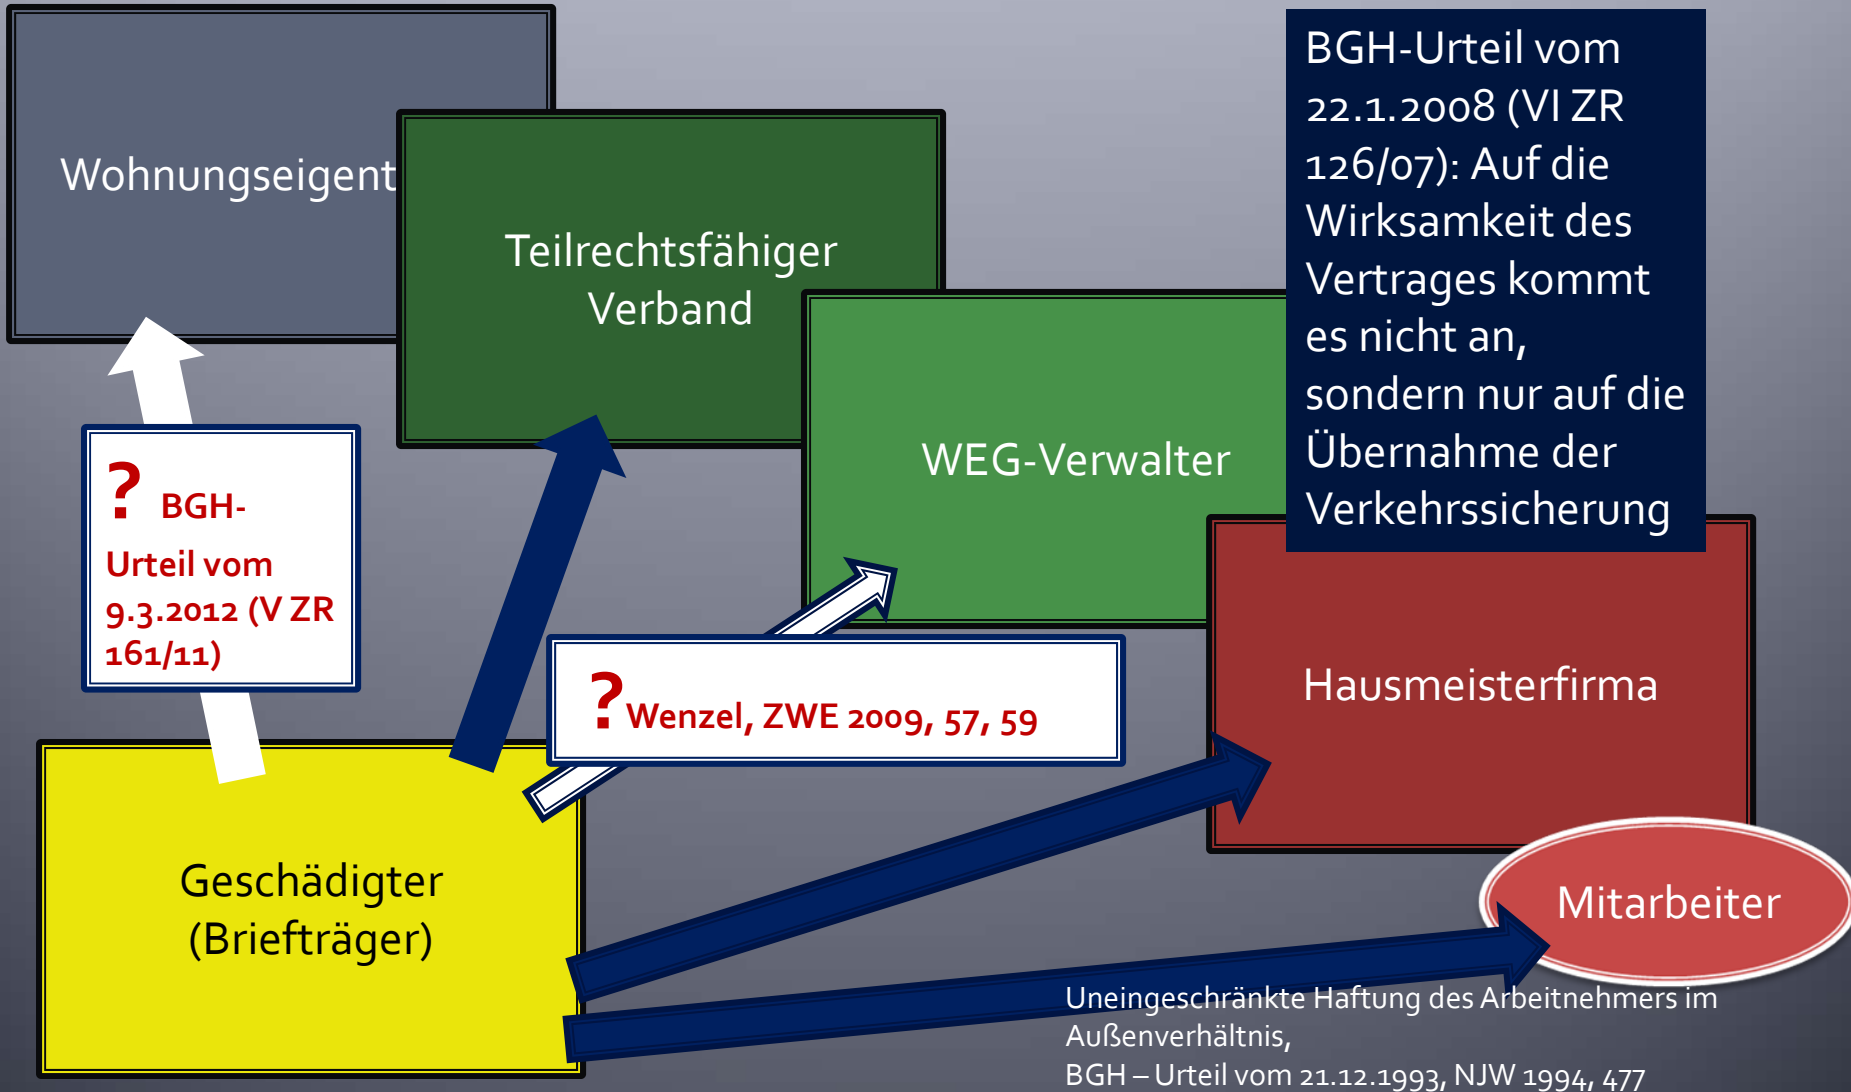 Wohnungseigent
Teilrechtsfähiger
Verband
WEG-Verwalter
BGH-Urteil vom
22.1.2008 (VI ZR
126/07): Auf die
Wirksamkeit des
Vertrages kommt
es nicht an,
sondern nur auf die
Übernahme der
Verkehrssicherung
? BGH-
Urteil vom
9.3.2012 (V ZR
161/11)
?Wenzel, ZWE 2009, 57, 59
Hausmeisterfirma
Geschädigter
(Briefträger)
Mitarbeiter
Uneingeschränkte Haftung des Arbeitnehmers im
Außenverhältnis,
BGH – Urteil vom 21.12.1993, NJW 1994, 477